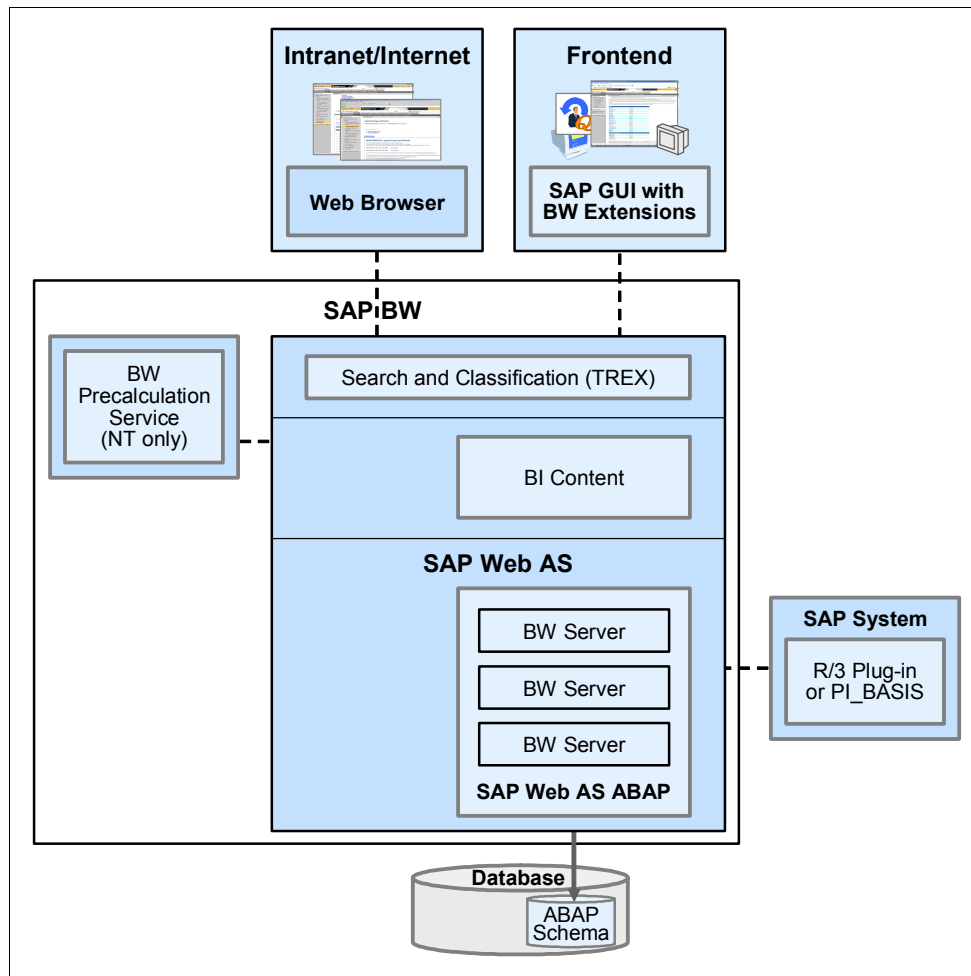 Intranet/Internet
Web Browser
Frontend
SAP GUI with
BW Extensions
SAP BW
BW
Precalculation
Service
(NT only)
Search and Classification (TREX)
BI Content
SAP Web AS
BW Server
BW Server
BW Server
SAP Web AS ABAP
SAP System
R/3 Plug-in
or PI_BASIS
Database
ABAP
Schema